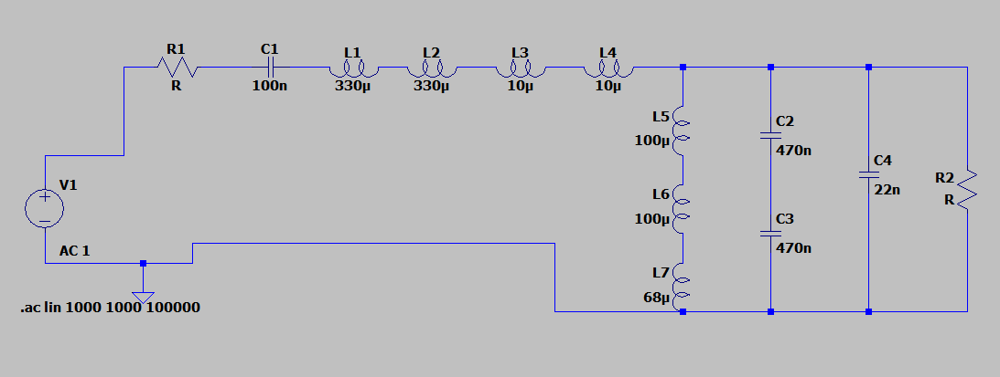 R1
R
C1
100n
L1
330µ
L2
330µ
L3
10µ
L4
10µ
L5
100µ
L6
100µ
L7
68µ
C2
470n
C3
470n
C4
22n
R2
R
V1
AC 1
.ac lin 1000 1000 100000